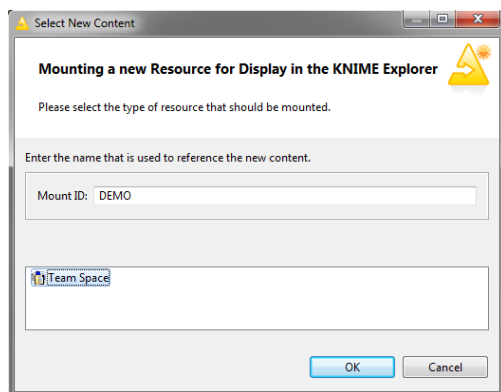 Select New Content
Mounting a new Resource for Display in the KNIME Explorer
Please select the type of resource that should be mounted.
Enter the name that is used to reference the new content.
Mount ID: DEMO
Team Space
OK Cancel